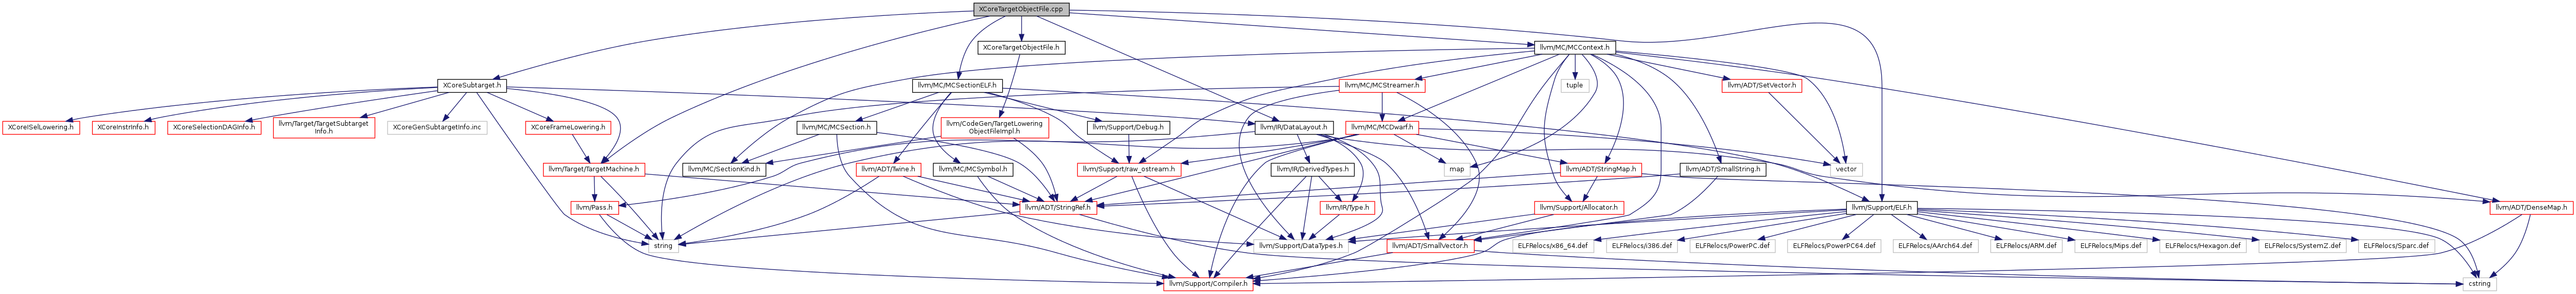 XCoreTargetObjectFile.cpp
XCoreTargetObjectFile.h
llvm/MC/MCContext.h
XCoreSubtarget.h
llvm/MC/MCSectionELF.h
llvm/MC/MCStreamer.h
tuple
llvm/ADT/SetVector.h
XCoreISelLowering.h
XCoreInstrInfo.h
XCoreSelectionDAGInfo.h
llvm/Target/TargetSubtarget
Info.h
XCoreGenSubtargetInfo.inc
XCoreFrameLowering.h
llvm/MC/MCSection.h
llvm/CodeGen/TargetLowering
ObjectFileImpl.h
llvm/Support/Debug.h
llvm/IR/DataLayout.h
llvm/MC/MCDwarf.h
llvm/Target/TargetMachine.h
llvm/MC/SectionKind.h
llvm/ADT/Twine.h
llvm/MC/MCSymbol.h
llvm/Support/raw_ostream.h
llvm/IR/DerivedTypes.h
map
llvm/ADT/StringMap.h
llvm/ADT/SmallString.h
vector
llvm/Pass.h
llvm/ADT/StringRef.h
llvm/IR/Type.h
llvm/Support/Allocator.h
llvm/Support/ELF.h
llvm/ADT/DenseMap.h
string
llvm/Support/DataTypes.h
llvm/ADT/SmallVector.h
ELFRelocs/x86_64.def
ELFRelocs/i386.def
ELFRelocs/PowerPC.def
ELFRelocs/PowerPC64.def
ELFRelocs/AArch64.def
ELFRelocs/ARM.def
ELFRelocs/Mips.def
ELFRelocs/Hexagon.def
ELFRelocs/SystemZ.def
ELFRelocs/Sparc.def
llvm/Support/Compiler.h
cstring